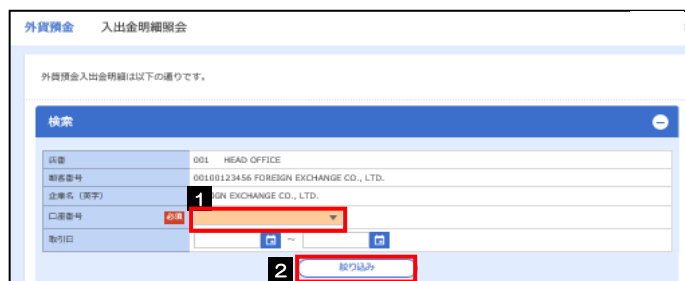 外貨預金 入出金明細照会
外貨預金入出金明細は以下の通りです。
検索
店番 001 HEAD OFFICE
顧客番号 00100123456 FOREIGN EXCHANGE CO., LTD.
企業名（英字） IGN EXCHANGE CO., LTD.
1
口座番号 必須
取引日 ~
2 絞り込み